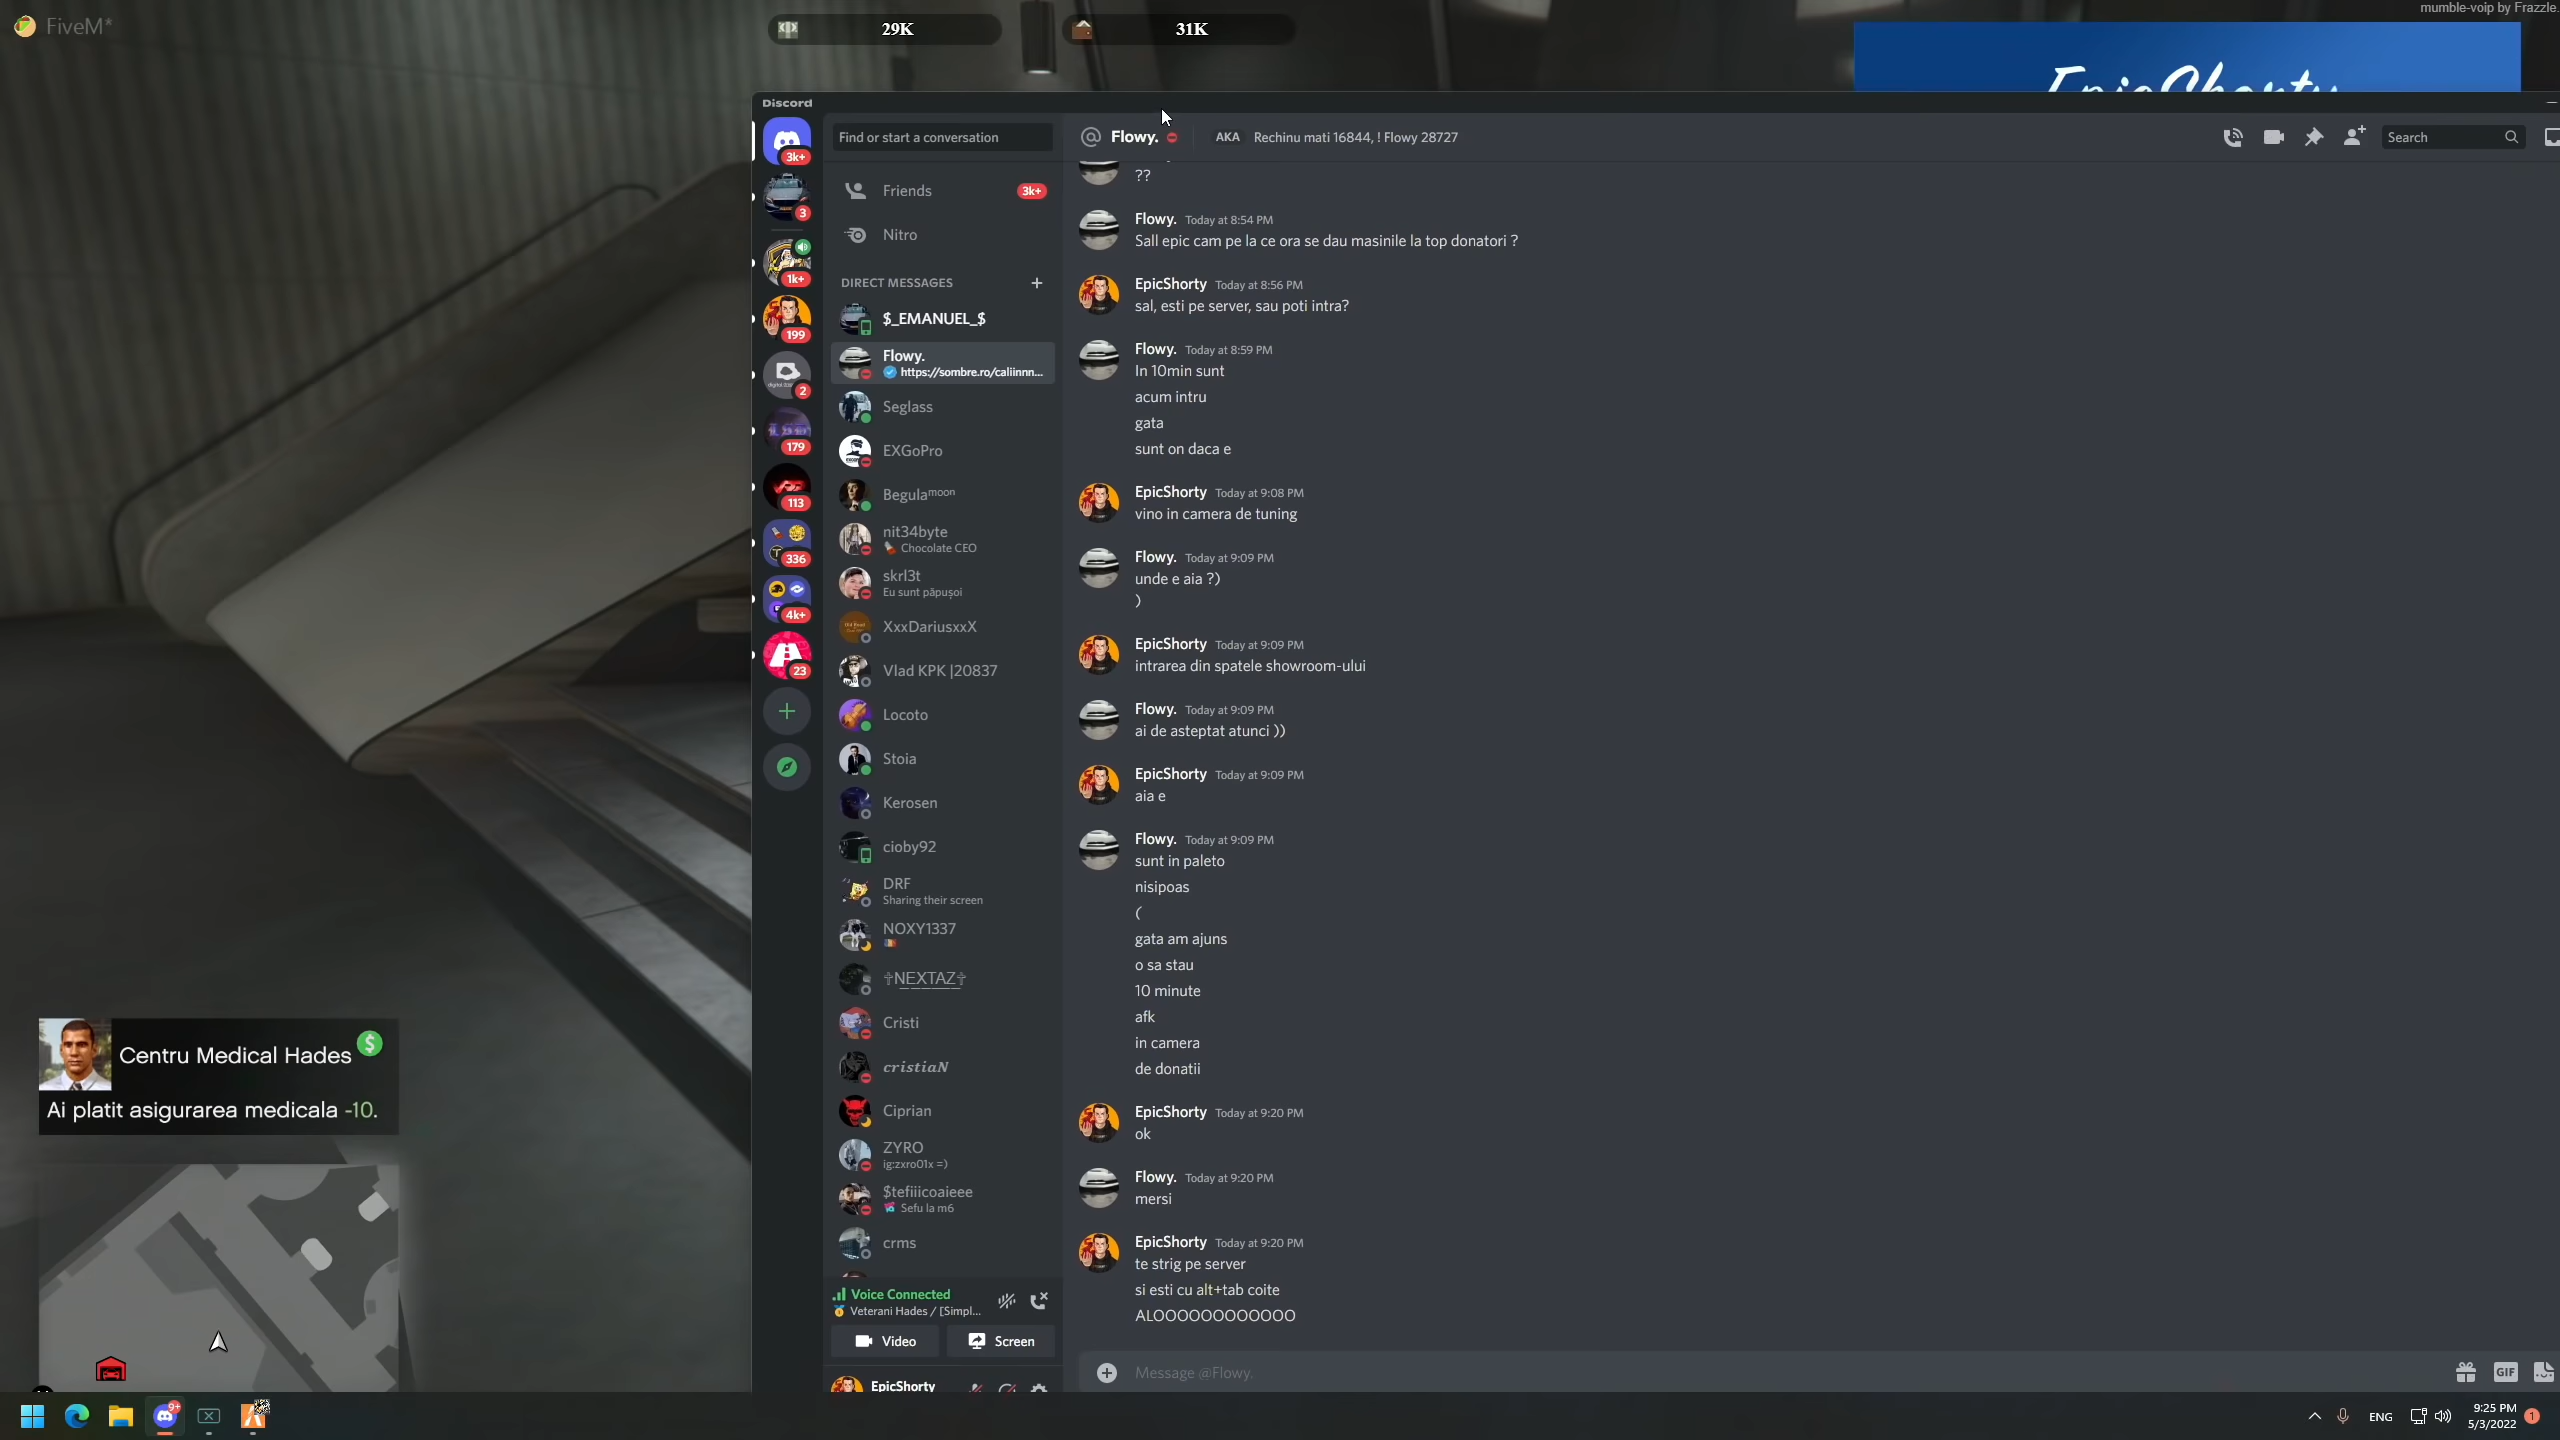 FiveM*
29K
31K
mumble-voip by Frazzle.
EpicShorty
Discord
Find or start a conversation
Friends
3k+
Nitro
DIRECT MESSAGES
$_EMANUEL_$
Flowy.
https://sombre.ro/caliinnn...
Seglass
EXGoPro
Begulaᵐᵒᵒⁿ
nit34byte
Chocolate CEO
skrl3t
Eu sunt păpușoi
XxxDariusxxX
Vlad KPK |20837
Locoto
Stoia
Kerosen
cioby92
DRF
Sharing their screen
NOXY1337
✞NEXTAZ✞
Cristi
cristiaN
Ciprian
ZYRO
ig:zxro01x =)
$tefiiicoaieee
Sefu la m6
crms
Voice Connected
Veterani Hades / [Simpl...
Video
Screen
EpicShorty
3k+
3
1k+
199
2
179
113
336
4k+
23
Flowy.
AKA
Rechinu mati 16844, ! Flowy 28727
Search
??
Flowy. Today at 8:54 PM
Sall epic cam pe la ce ora se dau masinile la top donatori ?
EpicShorty Today at 8:56 PM
sal, esti pe server, sau poti intra?
Flowy. Today at 8:59 PM
In 10min sunt
acum intru
gata
sunt on daca e
EpicShorty Today at 9:08 PM
vino in camera de tuning
Flowy. Today at 9:09 PM
unde e aia ?)
)
EpicShorty Today at 9:09 PM
intrarea din spatele showroom-ului
Flowy. Today at 9:09 PM
ai de asteptat atunci ))
EpicShorty Today at 9:09 PM
aia e
Flowy. Today at 9:09 PM
sunt in paleto
nisipoas
(
gata am ajuns
o sa stau
10 minute
afk
in camera
de donatii
EpicShorty Today at 9:20 PM
ok
Flowy. Today at 9:20 PM
mersi
EpicShorty Today at 9:20 PM
te strig pe server
si esti cu alt+tab coite
ALOOOOOOOOOOOO
Message @Flowy.
GIF
Centru Medical Hades
Ai platit asigurarea medicala -10.
9+
ENG
9:25 PM
5/3/2022
1